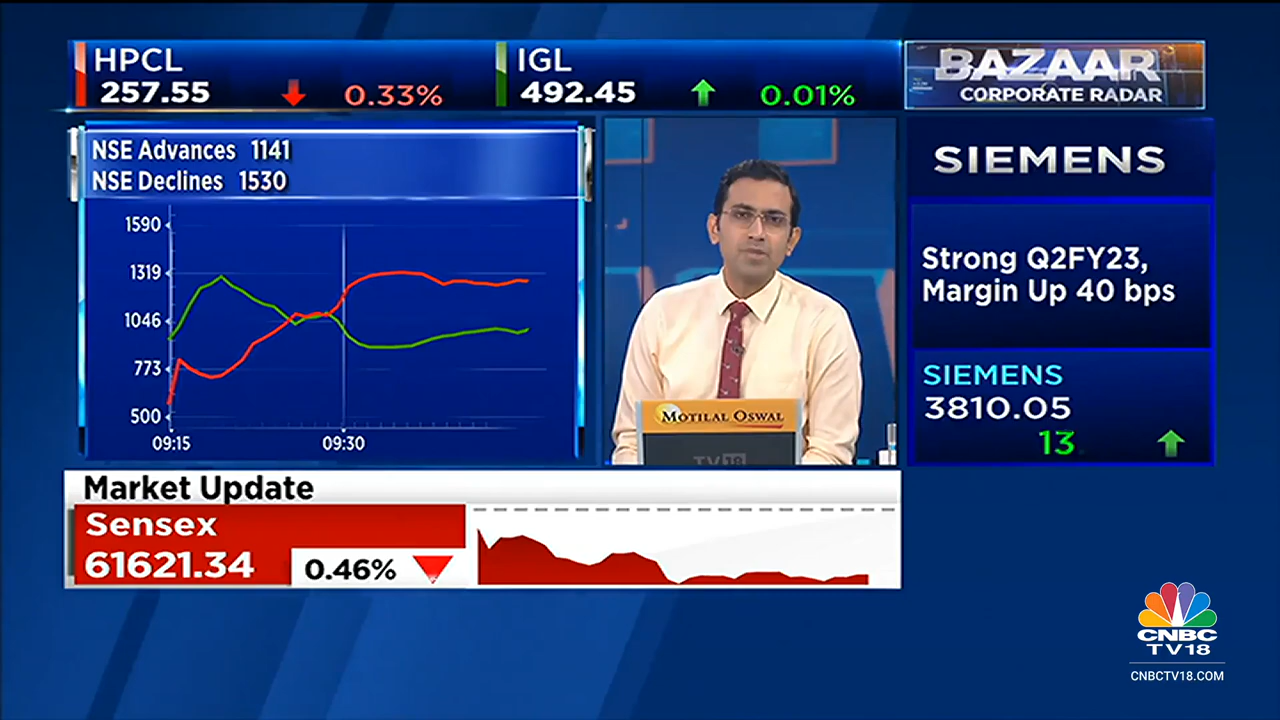 HPCL
257.55 0.33%
IGL
492.45 0.01%
BAZAAR
CORPORATE RADAR
NSE Advances 1141
NSE Declines 1530
1590
1319
1046
773
500
09:15 09:30
MOTILAL OSWAL
TV18
SIEMENS
Strong Q2FY23,
Margin Up 40 bps
SIEMENS
3810.05
13
Market Update
Sensex
61621.34 0.46%
CNBC
TV18
CNBCTV18.COM